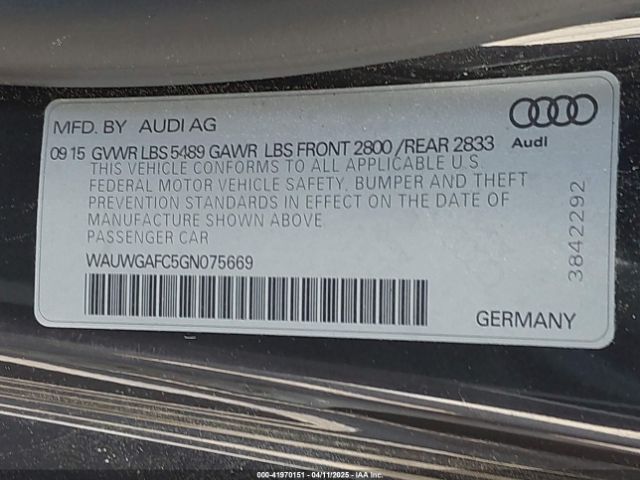 MFD. BY AUDI AG
09 15 GVWR LBS 5489 GAWR LBS FRONT 2800 /REAR 2833
Audi
THIS VEHICLE CONFORMS TO ALL APPLICABLE U.S.
FEDERAL MOTOR VEHICLE SAFETY, BUMPER AND THEFT
PREVENTION STANDARDS IN EFFECT ON THE DATE OF
MANUFACTURE SHOWN ABOVE
PASSENGER CAR
WAUWGAFC5GN075669
GERMANY
3842292
000-41970151 - 04/11/2025 - IAA Inc.